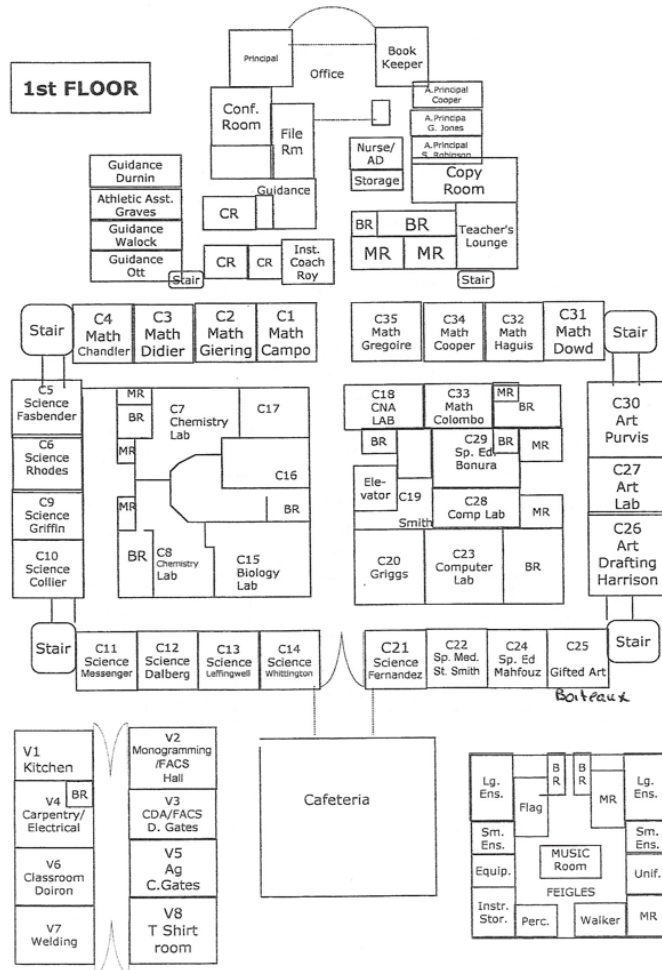 1st FLOOR
Principal
Office
Book
Keeper
Conf.
Room
File
Rm
A.Principal
Cooper
A.Principa
G. Jones
A.Principal
S. Robinson
Nurse/
AD
Storage
Copy
Room
Guidance
Durnin
Athletic Asst.
Graves
Guidance
Walock
Guidance
Ott
Guidance
CR
CR
CR
Inst.
Coach
Roy
BR
BR
MR
MR
Teacher's
Lounge
Stair
Stair
Stair
C4
Math
Chandler
C3
Math
Didier
C2
Math
Giering
C1
Math
Campo
C35
Math
Gregoire
C34
Math
Cooper
C32
Math
Haguis
C31
Math
Dowd
Stair
C5
Science
Fasbender
C6
Science
Rhodes
C9
Science
Griffin
C10
Science
Collier
MR
BR
MR
C7
Chemistry
Lab
C17
C16
MR
BR
C8
Chemistry
Lab
BR
C15
Biology
Lab
C18
CNA
LAB
C33
Math
Colombo
MR
BR
BR
C29
Sp. Ed.
Bonura
BR
MR
Ele-
vator
C19
Smith
C28
Comp Lab
MR
C20
Griggs
C23
Computer
Lab
BR
C30
Art
Purvis
C27
Art
Lab
C26
Art
Drafting
Harrison
Stair
C11
Science
Messenger
C12
Science
Dalberg
C13
Science
Leffingwell
C14
Science
Whittington
C21
Science
Fernandez
C22
Sp. Med.
St. Smith
C24
Sp. Ed
Mahfouz
C25
Gifted Art
Boiteaux
Stair
V1
Kitchen
BR
V4
Carpentry/
Electrical
V6
Classroom
Doiron
V7
Welding
V2
Monogramming
/FACS
Hall
V3
CDA/FACS
D. Gates
V5
Ag
C.Gates
V8
T Shirt
room
Cafeteria
Lg.
Ens.
Flag
B
R
B
R
MR
Lg.
Ens.
Sm.
Ens.
Sm.
Ens.
Equip.
MUSIC
Room
Unif.
FEIGLES
Instr.
Stor.
Perc.
Walker
MR